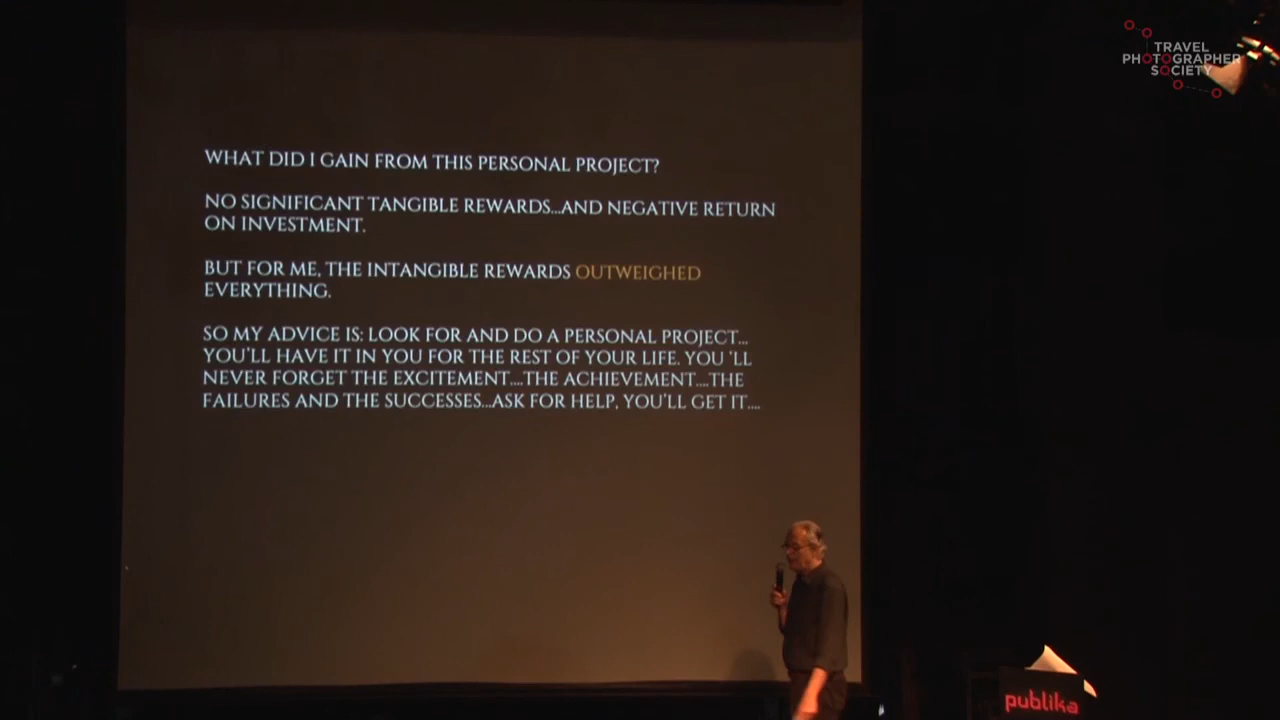 TRAVEL
PHOTOGRAPHER
SOCIETY
WHAT DID I GAIN FROM THIS PERSONAL PROJECT?
NO SIGNIFICANT TANGIBLE REWARDS...AND NEGATIVE RETURN
ON INVESTMENT.
BUT FOR ME, THE INTANGIBLE REWARDS OUTWEIGHED
EVERYTHING.
SO MY ADVICE IS: LOOK FOR AND DO A PERSONAL PROJECT...
YOU'LL HAVE IT IN YOU FOR THE REST OF YOUR LIFE. YOU 'LL
NEVER FORGET THE EXCITEMENT....THE ACHIEVEMENT....THE
FAILURES AND THE SUCCESSES...ASK FOR HELP, YOU'LL GET IT....
publika